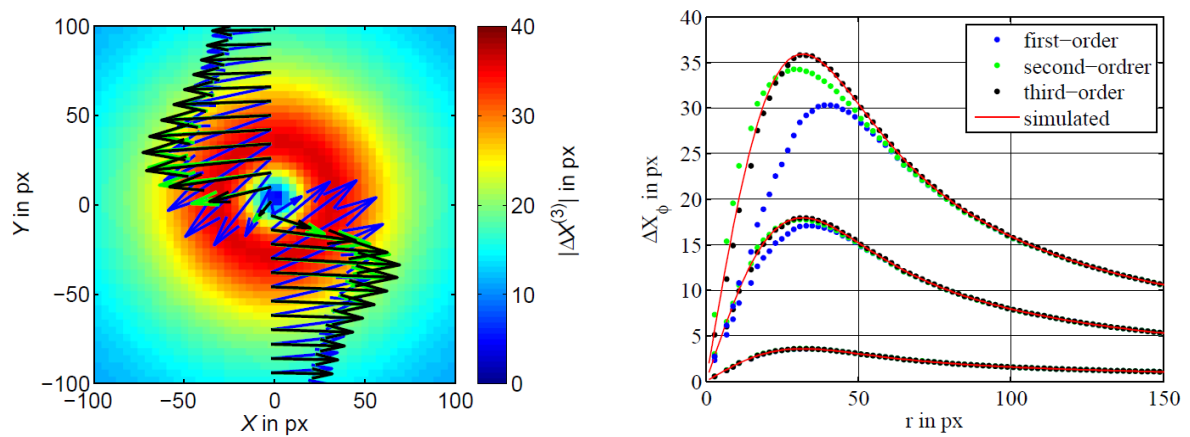 100
50
0
−50
−100
Y in px
−100 −50 0 50 100
X in px
40
30
20
10
0
|ΔX⁽³⁾| in px
40
35
30
25
20
15
10
5
0
ΔX_ϕ in px
0 50 100 150
r in px
first−order
second−ordrer
third−order
simulated